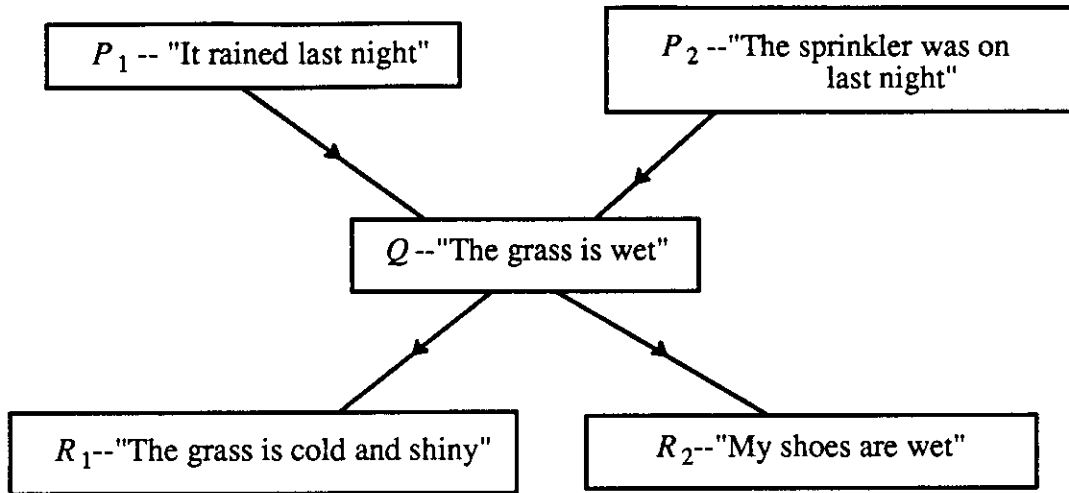 P1 -- "It rained last night"
P2 --"The sprinkler was on
last night"
Q --"The grass is wet"
R1--"The grass is cold and shiny"
R2--"My shoes are wet"